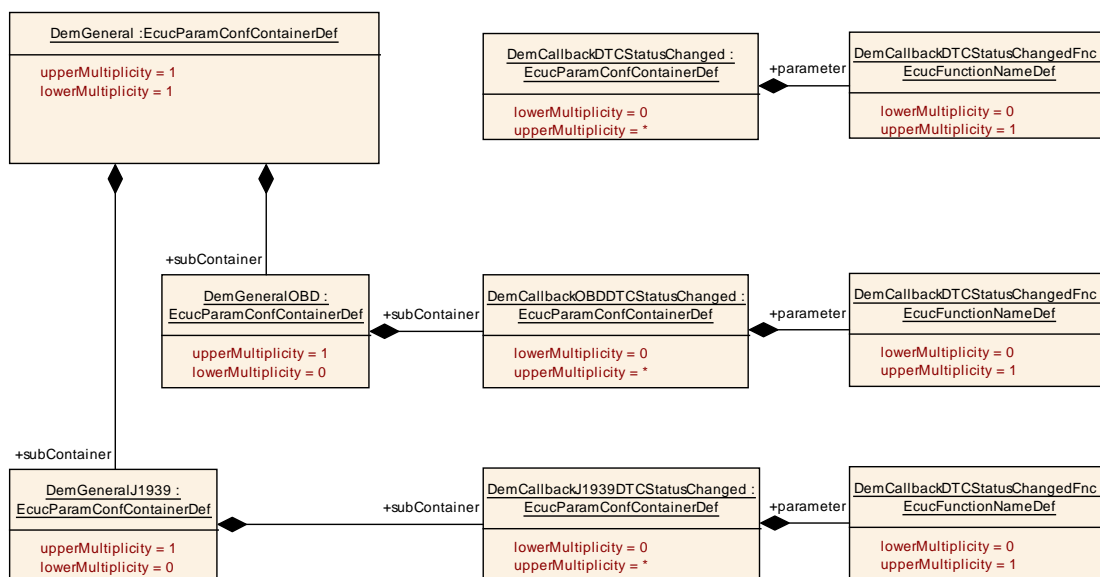 DemGeneral :EcucParamConfContainerDef
upperMultiplicity = 1
lowerMultiplicity = 1
DemCallbackDTCStatusChanged :
EcucParamConfContainerDef
lowerMultiplicity = 0
upperMultiplicity = *
+parameter
DemCallbackDTCStatusChangedFnc
EcucFunctionNameDef
lowerMultiplicity = 0
upperMultiplicity = 1
+subContainer
DemGeneralOBD :
EcucParamConfContainerDef
upperMultiplicity = 1
lowerMultiplicity = 0
+subContainer
DemCallbackOBDDTCStatusChanged :
EcucParamConfContainerDef
lowerMultiplicity = 0
upperMultiplicity = *
+parameter
DemCallbackDTCStatusChangedFnc
EcucFunctionNameDef
lowerMultiplicity = 0
upperMultiplicity = 1
+subContainer
DemGeneralJ1939 :
EcucParamConfContainerDef
upperMultiplicity = 1
lowerMultiplicity = 0
+subContainer
DemCallbackJ1939DTCStatusChanged :
EcucParamConfContainerDef
lowerMultiplicity = 0
upperMultiplicity = *
+parameter
DemCallbackDTCStatusChangedFnc
EcucFunctionNameDef
lowerMultiplicity = 0
upperMultiplicity = 1